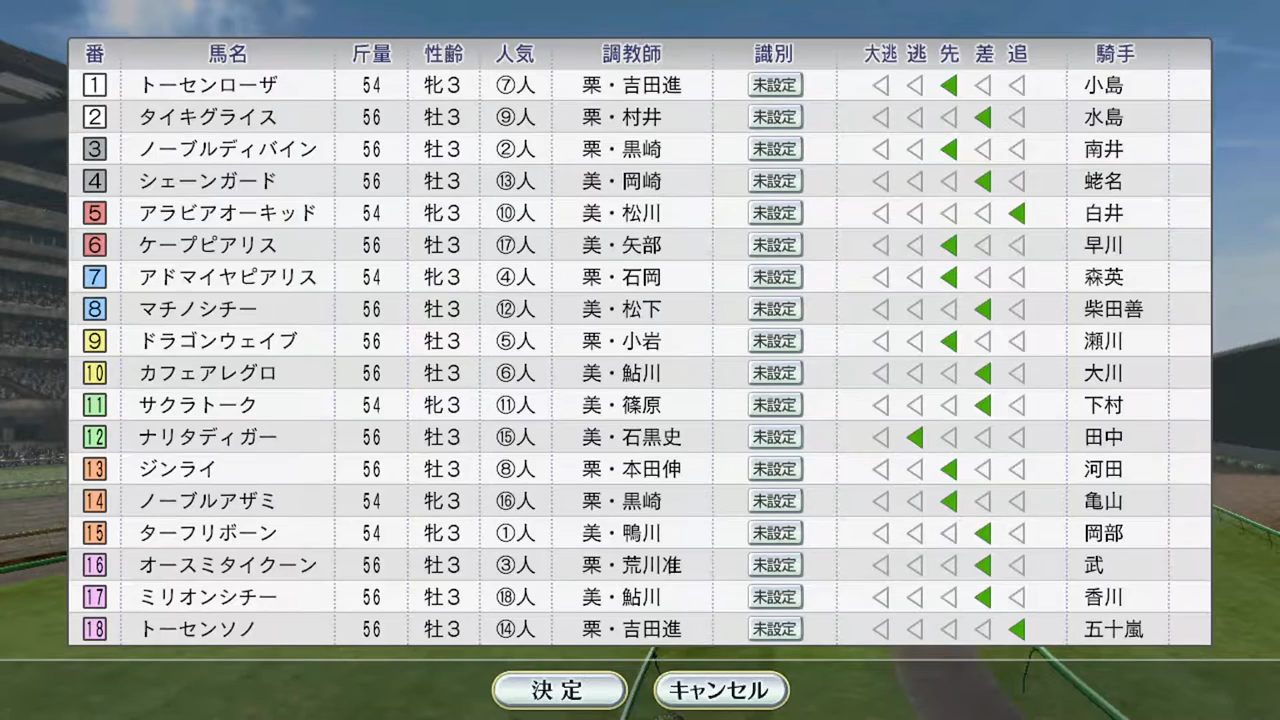 番 馬名 斤量 性齢 人気 調教師 識別 大逃 逃 先 差 追 騎手
1 トーセンローザ 54 牝3 ⑦人 栗・吉田進 未設定 小島
2 タイキグライス 56 牡3 ⑨人 栗・村井 未設定 水島
3 ノーブルディバイン 56 牡3 ②人 栗・黒崎 未設定 南井
4 シェーンガード 56 牡3 ⑬人 美・岡崎 未設定 蛯名
5 アラビアオーキッド 54 牝3 ⑩人 美・松川 未設定 白井
6 ケープピアリス 56 牡3 ⑰人 美・矢部 未設定 早川
7 アドマイヤピアリス 54 牝3 ④人 栗・石岡 未設定 森英
8 マチノシチー 56 牡3 ⑫人 美・松下 未設定 柴田善
9 ドラゴンウェイブ 56 牡3 ⑤人 栗・小岩 未設定 瀬川
10 カフェアレグロ 56 牡3 ⑥人 美・鮎川 未設定 大川
11 サクラトーク 54 牝3 ⑪人 美・篠原 未設定 下村
12 ナリタディガー 56 牡3 ⑮人 美・石黒史 未設定 田中
13 ジンライ 56 牡3 ⑧人 栗・本田伸 未設定 河田
14 ノーブルアザミ 54 牝3 ⑯人 栗・黒崎 未設定 亀山
15 ターフリボーン 54 牝3 ①人 美・鴨川 未設定 岡部
16 オースミタイクーン 56 牡3 ③人 栗・荒川准 未設定 武
17 ミリオンシチー 56 牡3 ⑱人 美・鮎川 未設定 香川
18 トーセンソノ 56 牡3 ⑭人 栗・吉田進 未設定 五十嵐
決定 キャンセル